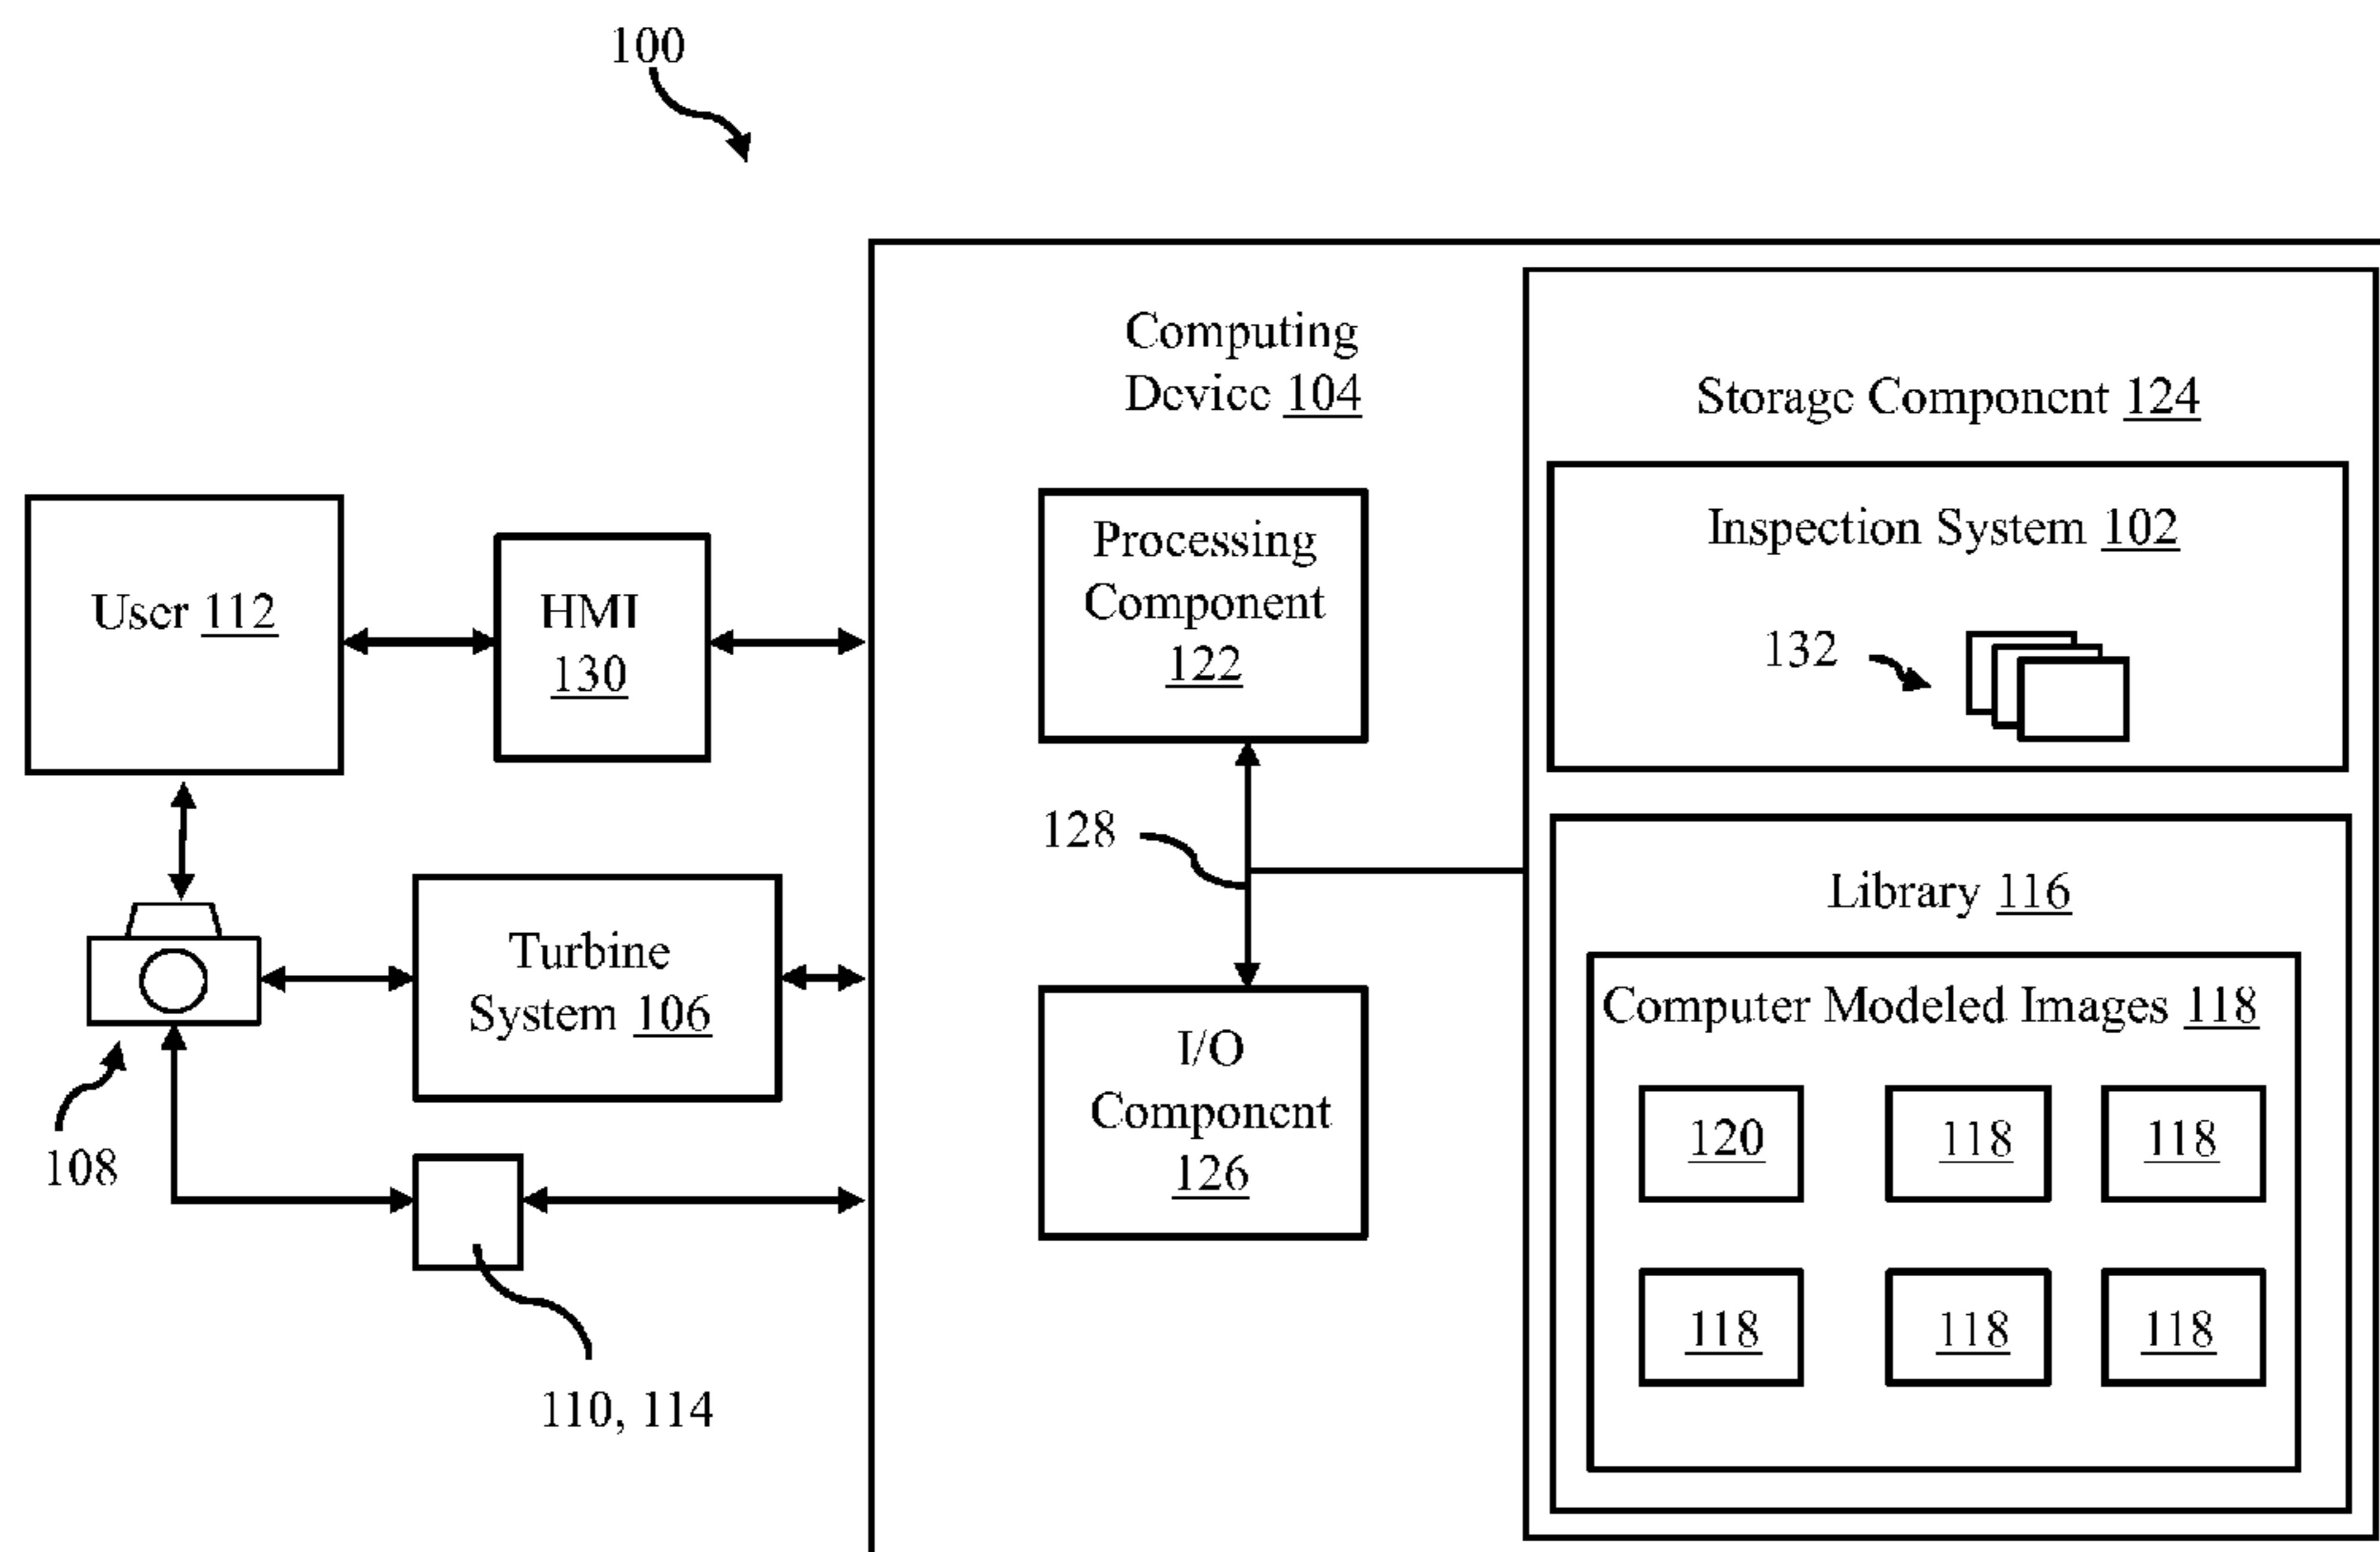 100
Computing
Device 104
Storage Component 124
Inspection System 102
132
Processing
Component
122
User 112
HMI
130
128
Library 116
Computer Modeled Images 118
120
118
118
118
118
118
Turbine
System 106
I/O
Component
126
108
110, 114